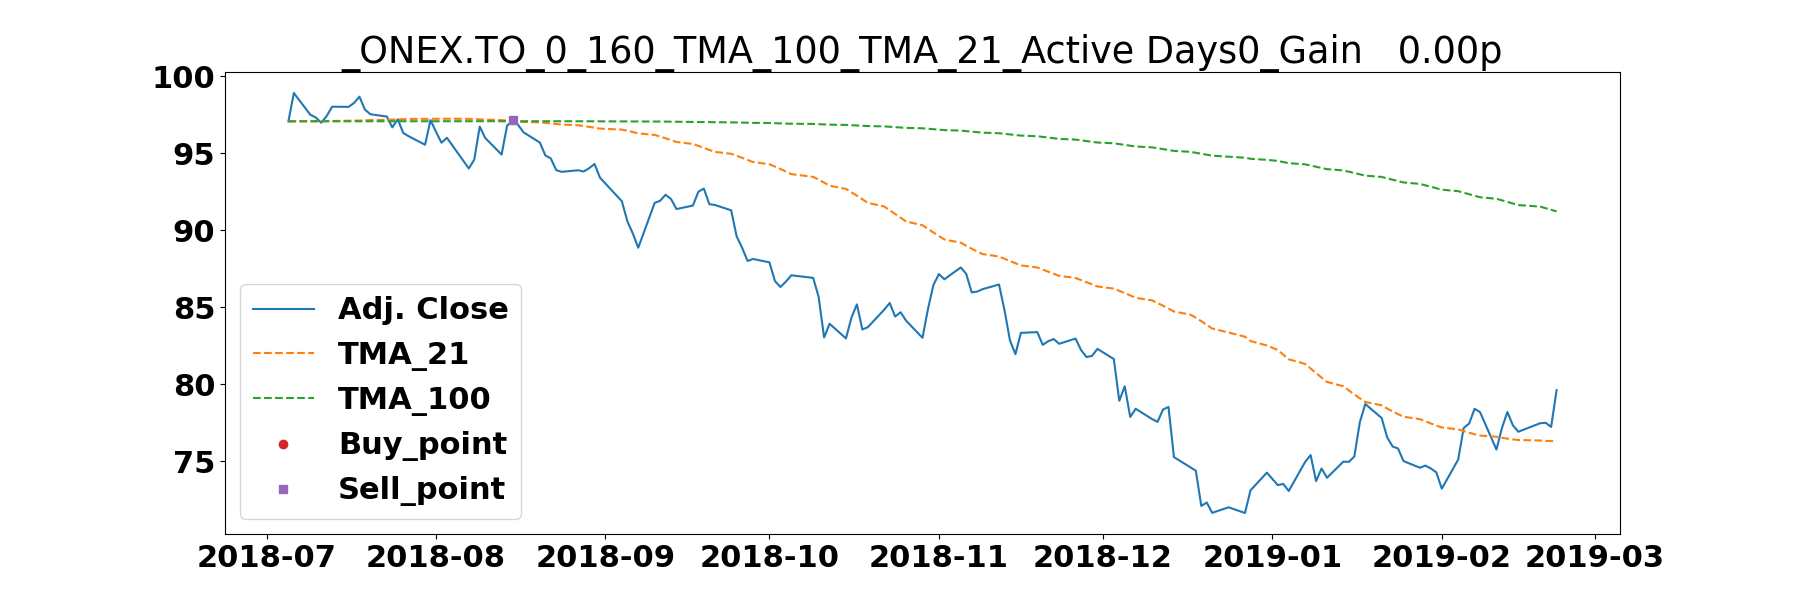 _ONEX.TO_0_160_TMA_100_TMA_21_Active Days0_Gain   0.00p
100
95
90
85
80
75
Adj. Close
TMA_21
TMA_100
Buy_point
Sell_point
2018-07 2018-08 2018-09 2018-10 2018-11 2018-12 2019-01 2019-02 2019-03